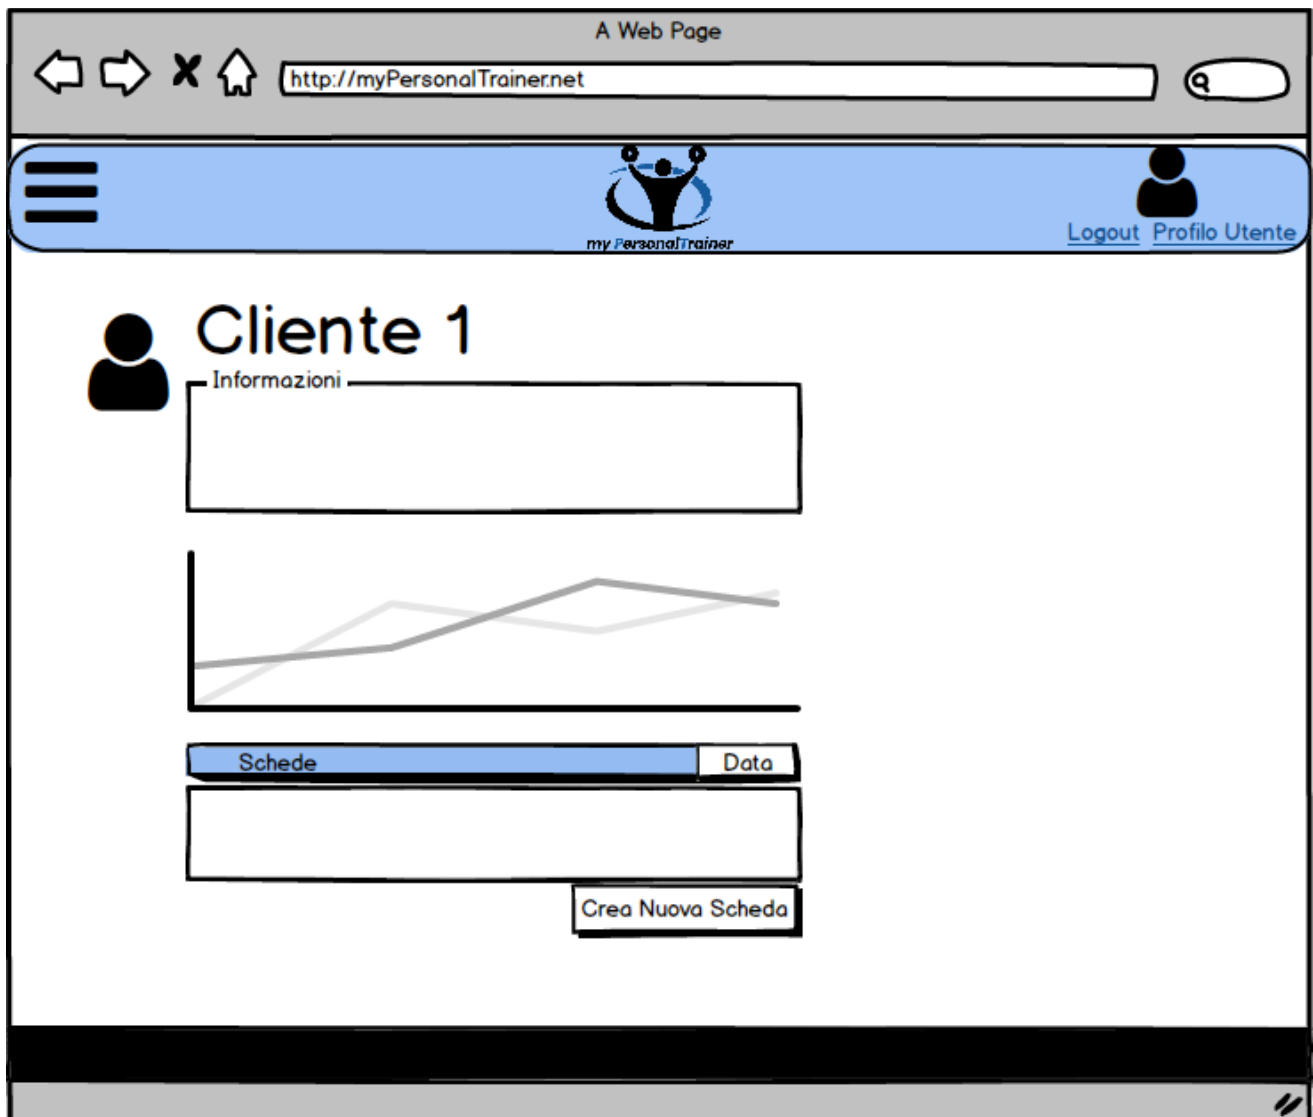 A Web Page
http://myPersonalTrainer.net
my PersonalTrainer
Logout Profilo Utente
Cliente 1
Informazioni
Schede Data
Crea Nuova Scheda